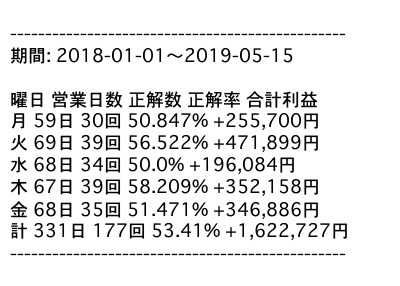 ------------------------------------------------
期間: 2018-01-01〜2019-05-15
曜日 営業日数 正解数 正解率 合計利益
月 59日 30回 50.847% +255,700円
火 69日 39回 56.522% +471,899円
水 68日 34回 50.0% +196,084円
木 67日 39回 58.209% +352,158円
金 68日 35回 51.471% +346,886円
計 331日 177回 53.41% +1,622,727円
------------------------------------------------